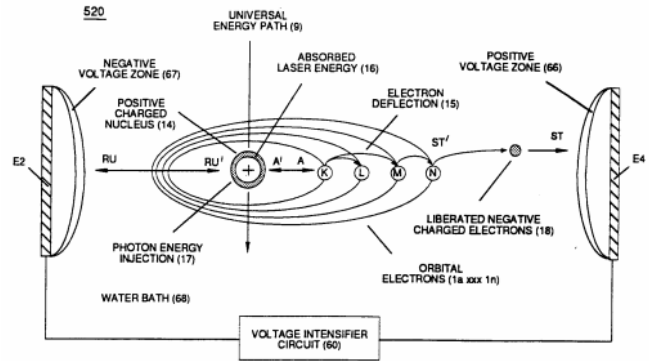 520
UNIVERSAL
ENERGY PATH (9)
NEGATIVE
VOLTAGE ZONE (67)
ABSORBED
LASER ENERGY (16)
POSITIVE
VOLTAGE ZONE (66)
POSITIVE
CHARGED
NUCLEUS (14)
ELECTRON
DEFLECTION (15)
E2
RU
RU'
+
A'
A
K
L
M
N
ST'
ST
E4
LIBERATED NEGATIVE
CHARGED ELECTRONS (18)
PHOTON ENERGY
INJECTION (17)
ORBITAL
ELECTRONS (1a xxx 1n)
WATER BATH (68)
VOLTAGE INTENSIFIER
CIRCUIT (60)